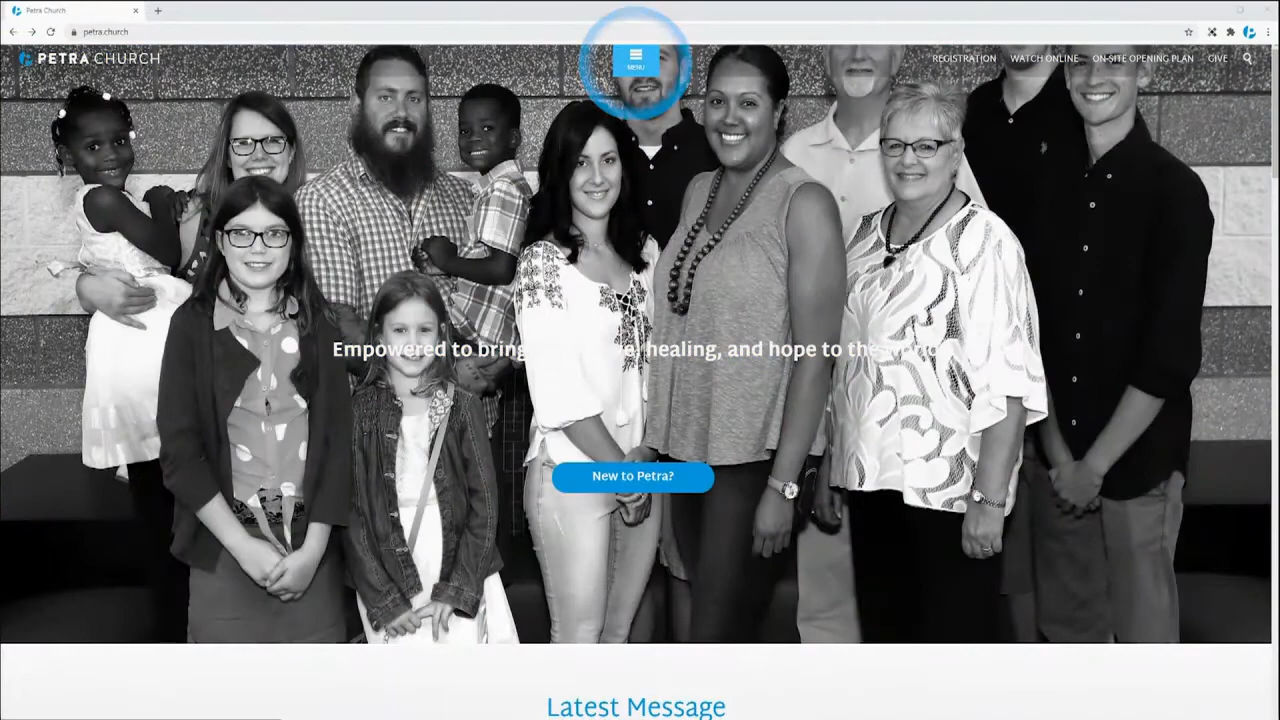 Petra Church
petra.church
PETRA CHURCH
MENU
REGISTRATION
WATCH ONLINE
ON-SITE OPENING PLAN
GIVE
Empowered to bring healing, and hope to the
New to Petra?
Latest Message